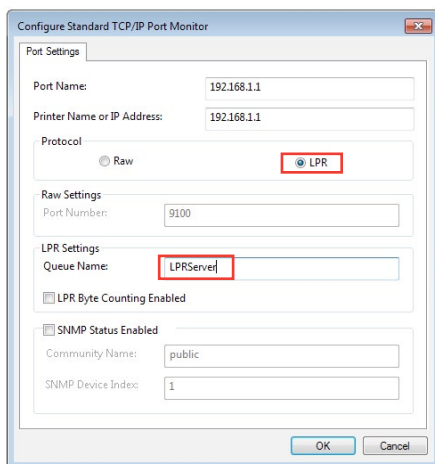 Configure Standard TCP/IP Port Monitor
Port Settings
Port Name: 192.168.1.1
Printer Name or IP Address: 192.168.1.1
Protocol
Raw LPR
Raw Settings
Port Number: 9100
LPR Settings
Queue Name: LPRServer
LPR Byte Counting Enabled
SNMP Status Enabled
Community Name: public
SNMP Device Index: 1
OK Cancel